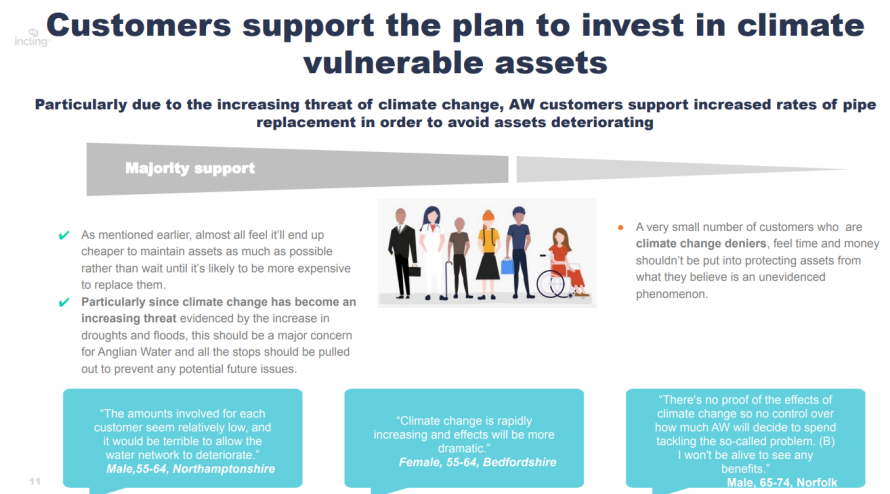 incling
Customers support the plan to invest in climate
vulnerable assets
Particularly due to the increasing threat of climate change, AW customers support increased rates of pipe
replacement in order to avoid assets deteriorating
Majority support
As mentioned earlier, almost all feel it'll end up
cheaper to maintain assets as much as possible
rather than wait until it's likely to be more expensive
to replace them.
Particularly since climate change has become an
increasing threat evidenced by the increase in
droughts and floods, this should be a major concern
for Anglian Water and all the stops should be pulled
out to prevent any potential future issues.
A very small number of customers who are
climate change deniers, feel time and money
shouldn't be put into protecting assets from
what they believe is an unevidenced
phenomenon.
"The amounts involved for each
customer seem relatively low, and
it would be terrible to allow the
water network to deteriorate."
Male,55-64, Northamptonshire
"Climate change is rapidly
increasing and effects will be more
dramatic."
Female, 55-64, Bedfordshire
"There's no proof of the effects of
climate change so no control over
how much AW will decide to spend
tackling the so-called problem. (B)
I won't be alive to see any
benefits."
Male, 65-74, Norfolk
11